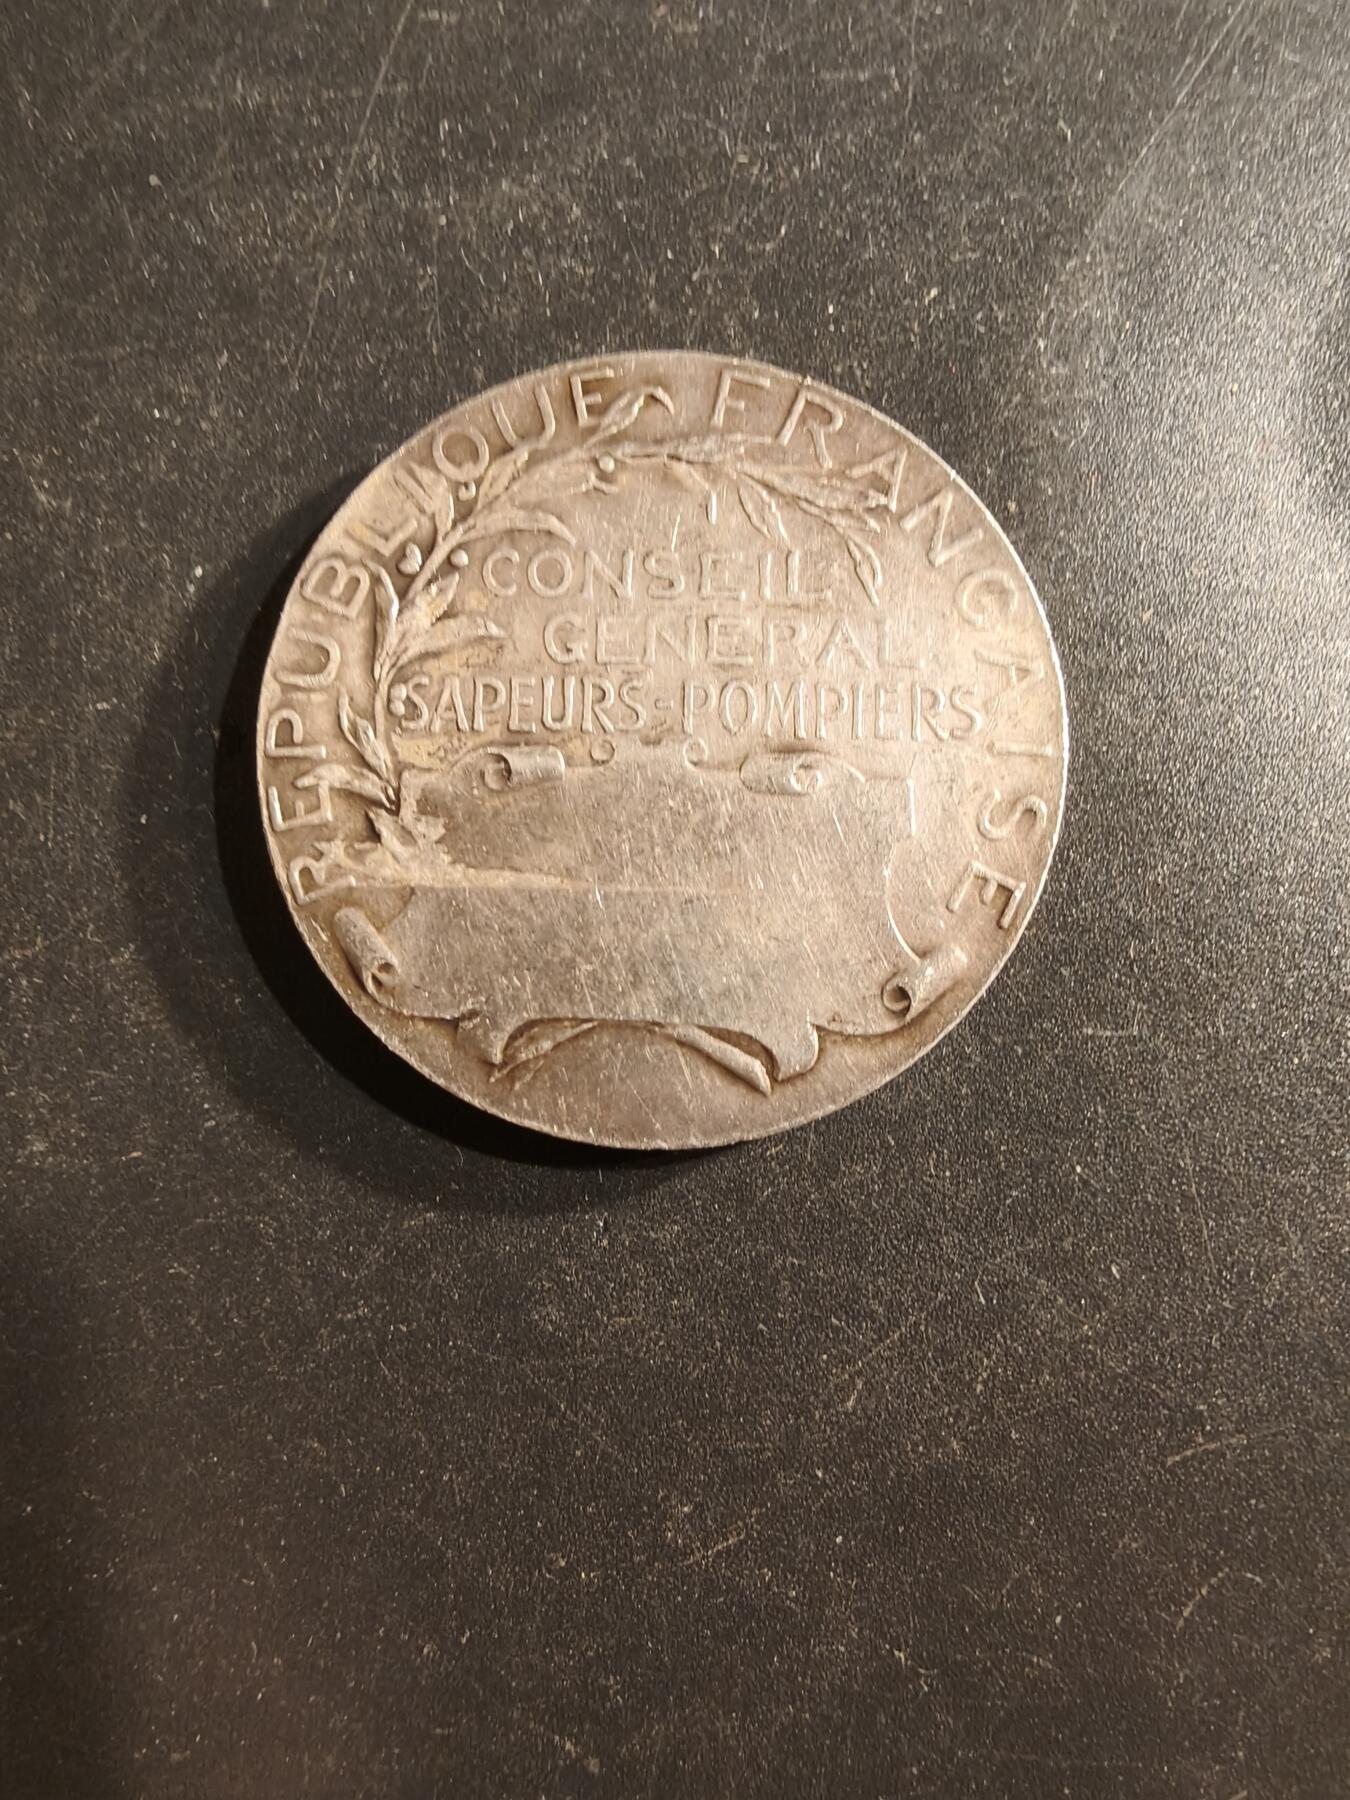 REPUBLIQUE FRANCAISE
CONSEIL
GENERAL
SAPEURS-POMPIERS